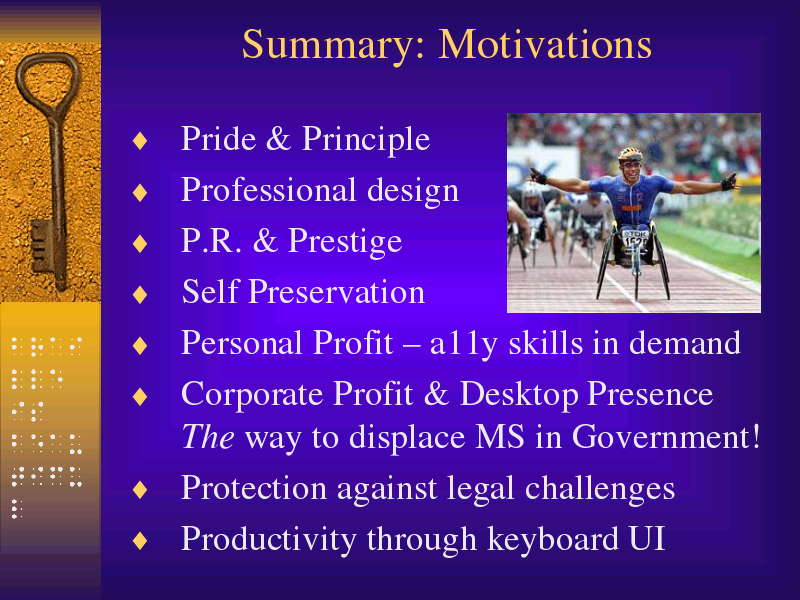 Summary: Motivations
Pride & Principle
Professional design
P.R. & Prestige
Self Preservation
Personal Profit – a11y skills in demand
Corporate Profit & Desktop Presence
The way to displace MS in Government!
Protection against legal challenges
Productivity through keyboard UI
TDK